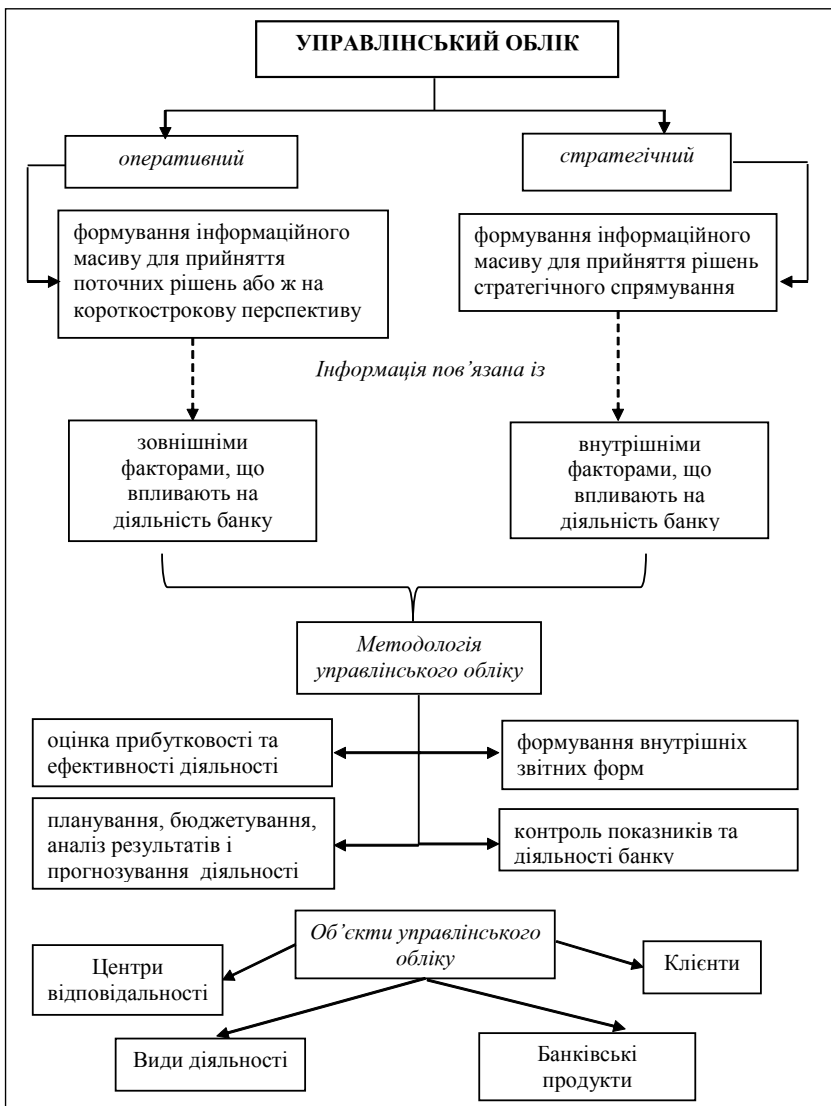 УПРАВЛІНСЬКИЙ ОБЛІК
оперативний
стратегічний
формування інформаційного
масиву для прийняття
поточних рішень або ж на
короткострокову перспективу
формування інформаційного
масиву для прийняття рішень
стратегічного спрямування
Інформація пов’язана із
зовнішніми
факторами, що
впливають на
діяльність банку
внутрішніми
факторами, що
впливають на
діяльність банку
Методологія
управлінського обліку
оцінка прибутковості та
ефективності діяльності
формування внутрішніх
звітних форм
планування, бюджетування,
аналіз результатів і
прогнозування діяльності
контроль показників та
діяльності банку
Об’єкти управлінського
обліку
Центри
відповідальності
Клієнти
Види діяльності
Банківські
продукти